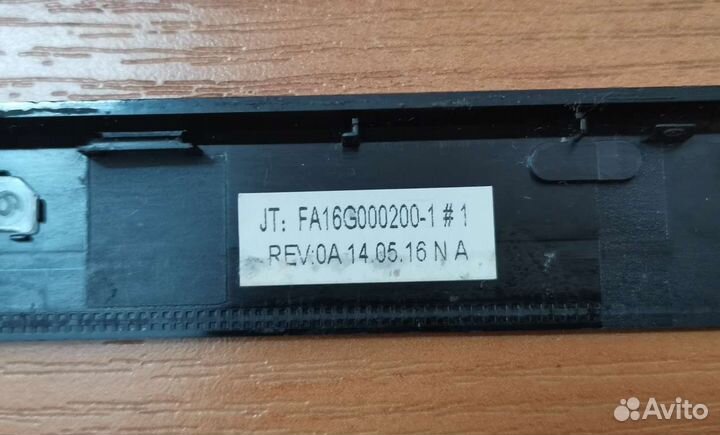 JT: FA16G000200-1 # 1
REV:0A 14.05.16 N A
Avito